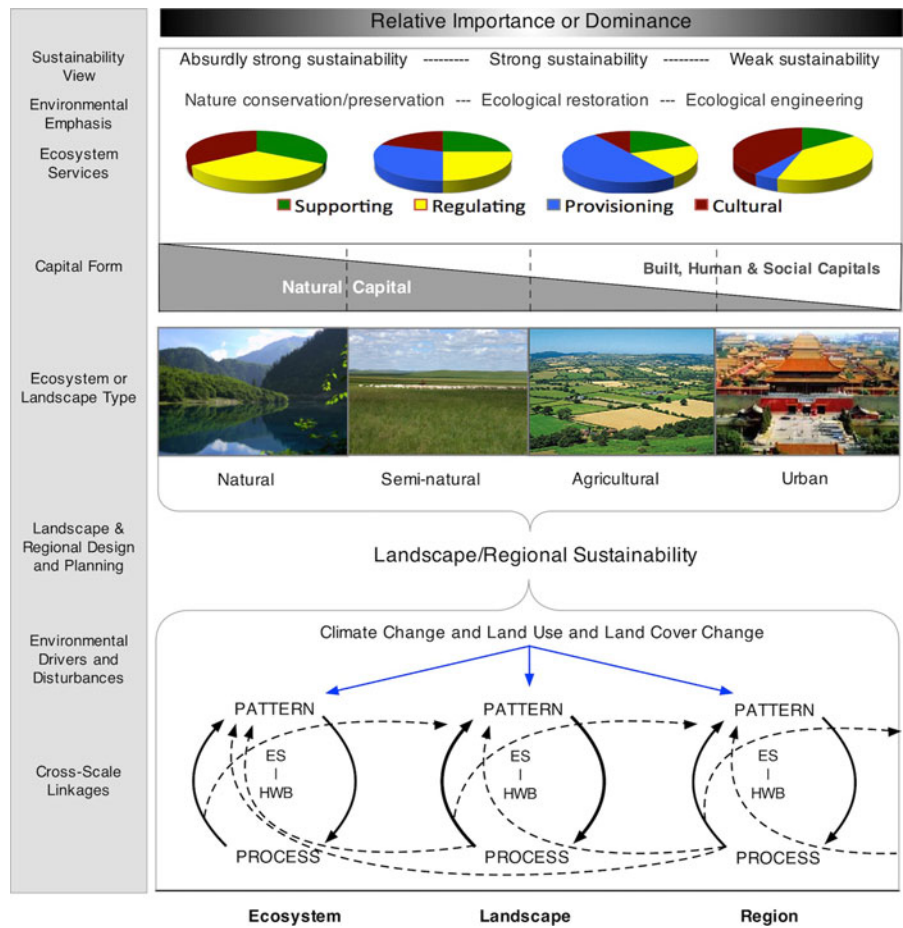 Relative Importance or Dominance
Sustainability
View
Absurdly strong sustainability --------- Strong sustainability --------- Weak sustainability
Environmental
Emphasis
Nature conservation/preservation --- Ecological restoration --- Ecological engineering
Ecosystem
Services
Supporting Regulating Provisioning Cultural
Capital Form
Natural Capital
Built, Human & Social Capitals
Ecosystem or
Landscape Type
Natural Semi-natural Agricultural Urban
Landscape &
Regional Design
and Planning
Landscape/Regional Sustainability
Environmental
Drivers and
Disturbances
Climate Change and Land Use and Land Cover Change
Cross-Scale
Linkages
PATTERN PATTERN PATTERN
ES ES ES
HWB HWB HWB
PROCESS PROCESS PROCESS
Ecosystem Landscape Region